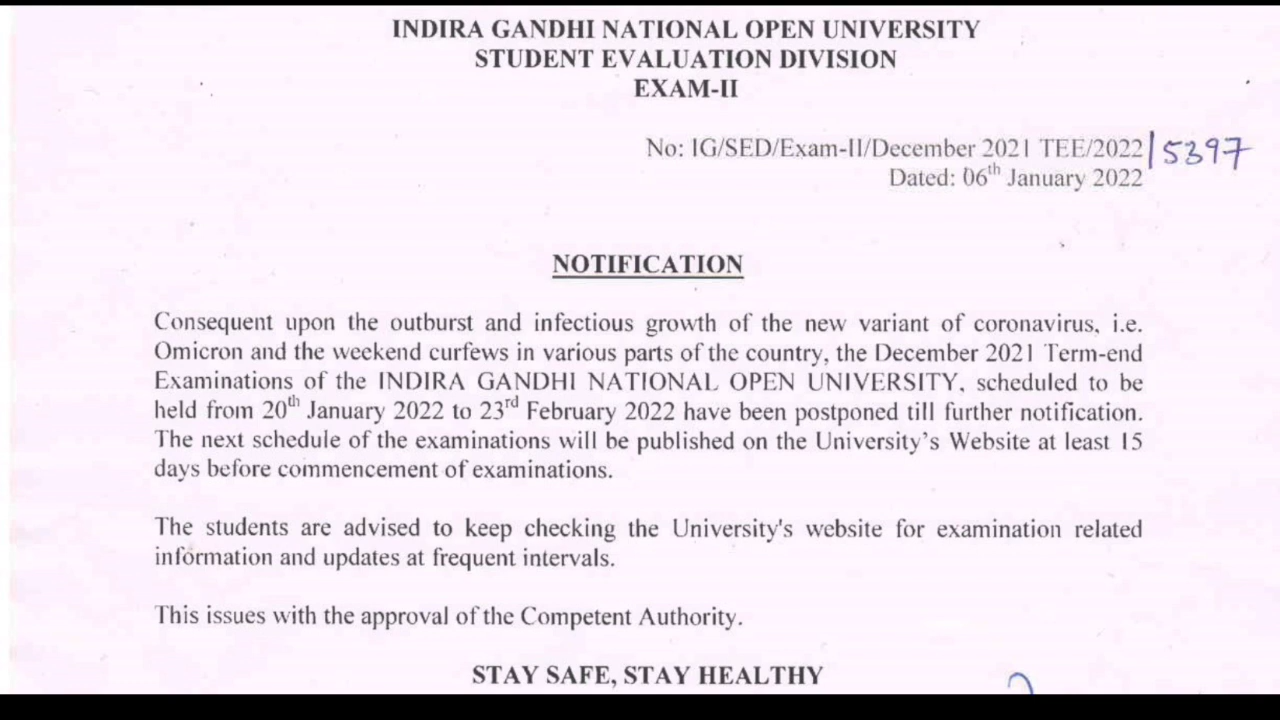 INDIRA GANDHI NATIONAL OPEN UNIVERSITY
STUDENT EVALUATION DIVISION
EXAM-II
No: IG/SED/Exam-II/December 2021 TEE/2022/5397
Dated: 06th January 2022
NOTIFICATION
Consequent upon the outburst and infectious growth of the new variant of coronavirus, i.e.
Omicron and the weekend curfews in various parts of the country, the December 2021 Term-end
Examinations of the INDIRA GANDHI NATIONAL OPEN UNIVERSITY, scheduled to be
held from 20th January 2022 to 23rd February 2022 have been postponed till further notification.
The next schedule of the examinations will be published on the University's Website at least 15
days before commencement of examinations.
The students are advised to keep checking the University's website for examination related
information and updates at frequent intervals.
This issues with the approval of the Competent Authority.
STAY SAFE, STAY HEALTHY